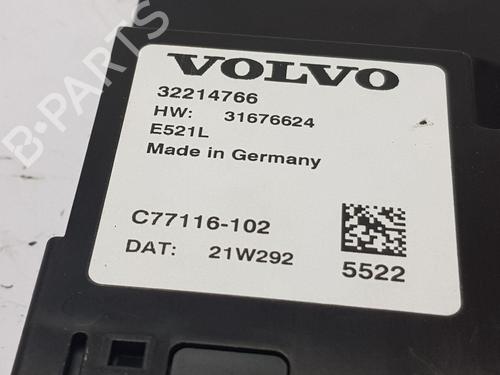 VOLVO
32214766
HW: 31676624
E521L
Made in Germany
C77116-102
DAT: 21W292
5522
B-PARTS